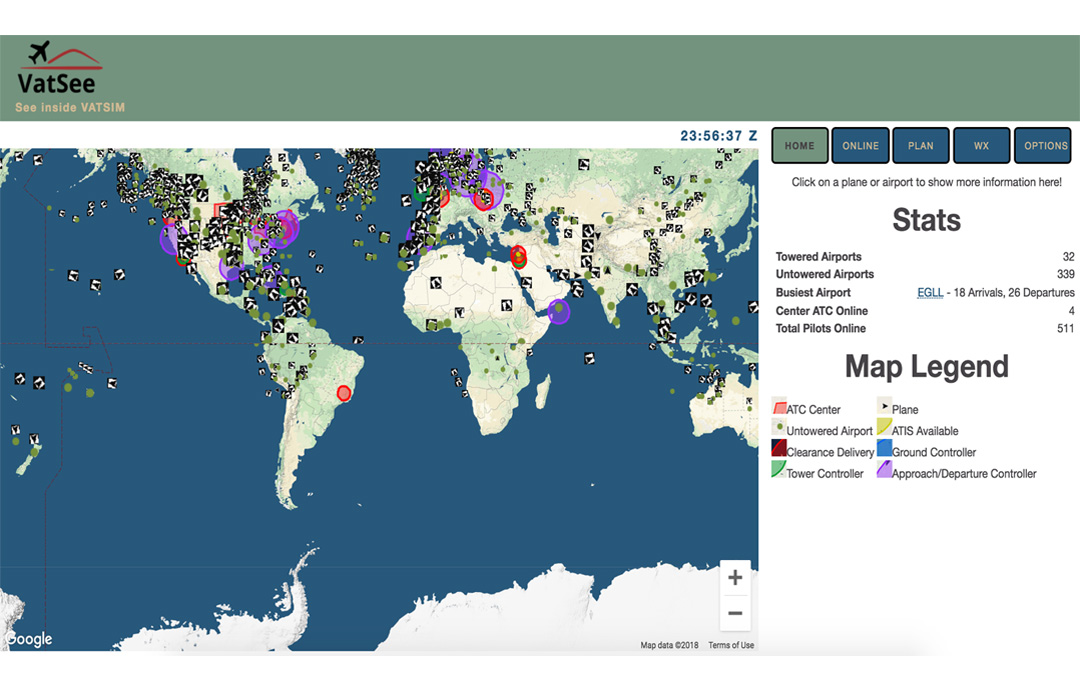 VatSee
See inside VATSIM
23:56:37 Z
HOME ONLINE PLAN WX OPTIONS
Click on a plane or airport to show more information here!
Stats
Towered Airports 32
Untowered Airports 339
Busiest Airport EGLL - 18 Arrivals, 26 Departures
Center ATC Online 4
Total Pilots Online 511
Map Legend
ATC Center Plane
Untowered Airport ATIS Available
Clearance Delivery Ground Controller
Tower Controller Approach/Departure Controller
+
−
Google
Map data ©2018 Terms of Use